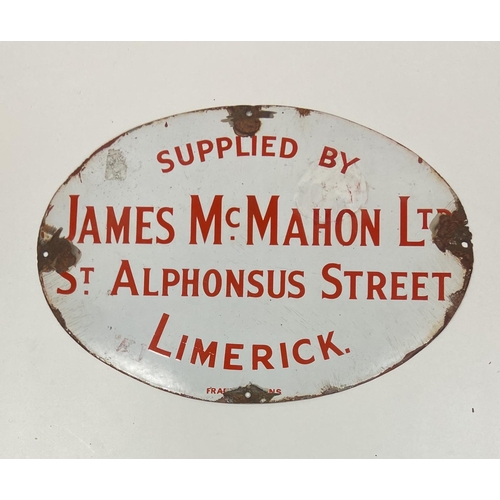 SUPPLIED BY
JAMES McMAHON LTD
ST ALPHONSUS STREET
LIMERICK.